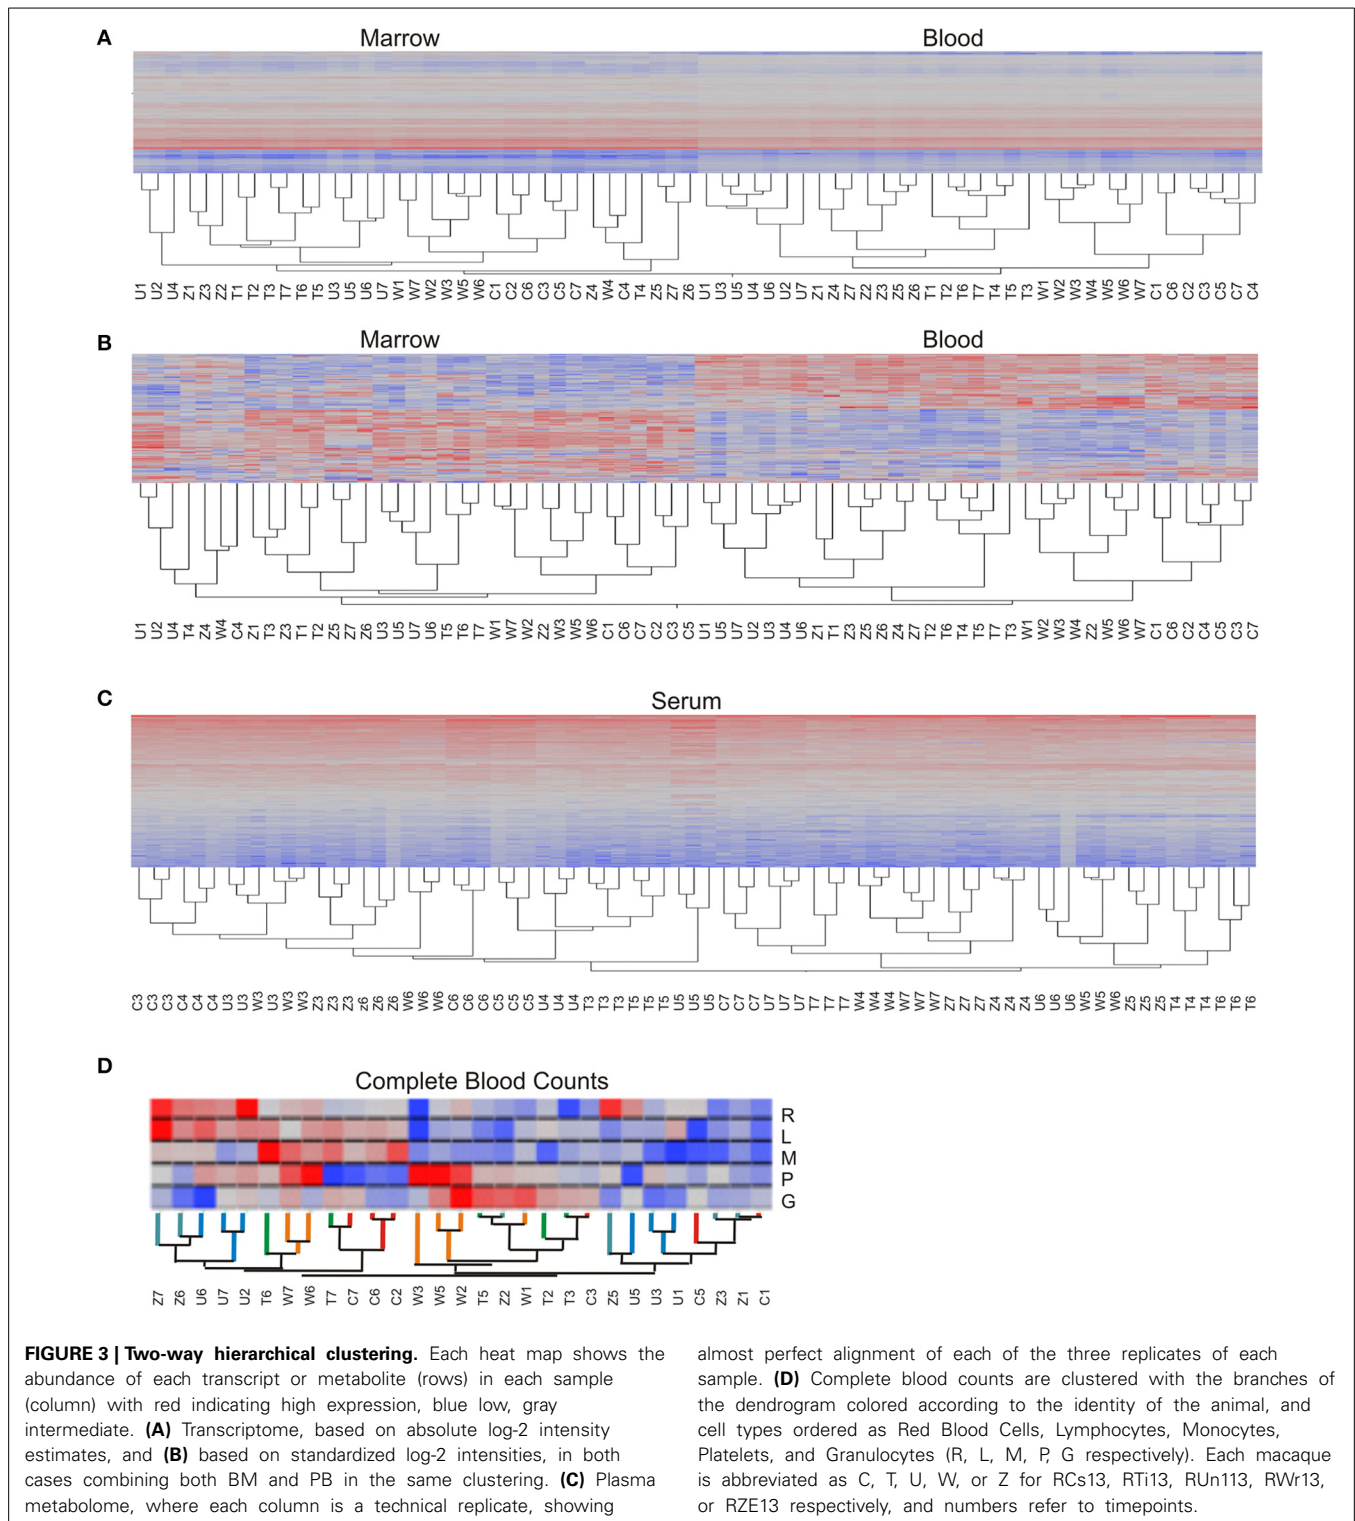 A
Marrow Blood
U1 U2 U4 Z1 Z3 Z2 T1 T2 T3 T7 T6 T5 U3 U5 U6 U7 W1 W7 W2 W3 W5 W6 C1 C2 C6 C3 C5 C7 Z4 W4 C4 T4 Z5 Z7 Z6 U1 U3 U5 U4 U6 U2 U7 Z1 Z4 Z7 Z2 Z3 Z5 Z6 T1 T2 T6 T7 T4 T5 T3 W1 W2 W3 W4 W5 W6 W7 C1 C6 C2 C3 C5 C7 C4
B
Marrow Blood
U1 U2 U4 T4 Z4 W4 C4 Z1 T3 Z3 T1 T2 Z5 Z7 Z6 U3 U5 U7 U6 T5 T6 T7 W1 W7 W2 Z2 W3 W5 W6 C1 C6 C7 C2 C3 C5 U1 U5 U7 U2 U3 U4 U6 Z1 T1 Z3 Z5 Z6 Z4 Z7 T2 T6 T4 T5 T7 T3 W1 W2 W3 W4 Z2 W5 W6 W7 C1 C6 C2 C4 C5 C3 C7
C
Serum
C3 C3 C3 C4 C4 C4 U3 U3 W3 U3 W3 W3 Z3 Z3 Z3 z6 Z6 Z6 W6 W6 W6 C6 C6 C6 C5 C5 C5 U4 U4 U4 T3 T3 T3 T5 T5 T5 U5 U5 U5 C7 C7 C7 U7 U7 U7 T7 T7 T7 W4 W4 W4 W7 W7 W7 Z7 Z7 Z7 Z4 Z4 Z4 U6 U6 U6 W5 W5 W6 Z5 Z5 Z5 T4 T4 T4 T6 T6 T6
D
Complete Blood Counts
R
L
M
P
G
Z7 Z6 U6 U7 U2 T6 W7 W6 T7 C7 C6 C2 W3 W5 W2 T5 Z2 W1 T2 T3 C3 Z5 U5 U3 U1 C5 Z3 Z1 C1
FIGURE 3 | Two-way hierarchical clustering. Each heat map shows the
abundance of each transcript or metabolite (rows) in each sample
(column) with red indicating high expression, blue low, gray
intermediate. (A) Transcriptome, based on absolute log-2 intensity
estimates, and (B) based on standardized log-2 intensities, in both
cases combining both BM and PB in the same clustering. (C) Plasma
metabolome, where each column is a technical replicate, showing
almost perfect alignment of each of the three replicates of each
sample. (D) Complete blood counts are clustered with the branches of
the dendrogram colored according to the identity of the animal, and
cell types ordered as Red Blood Cells, Lymphocytes, Monocytes,
Platelets, and Granulocytes (R, L, M, P, G respectively). Each macaque
is abbreviated as C, T, U, W, or Z for RCs13, RTi13, RUn113, RWr13,
or RZE13 respectively, and numbers refer to timepoints.